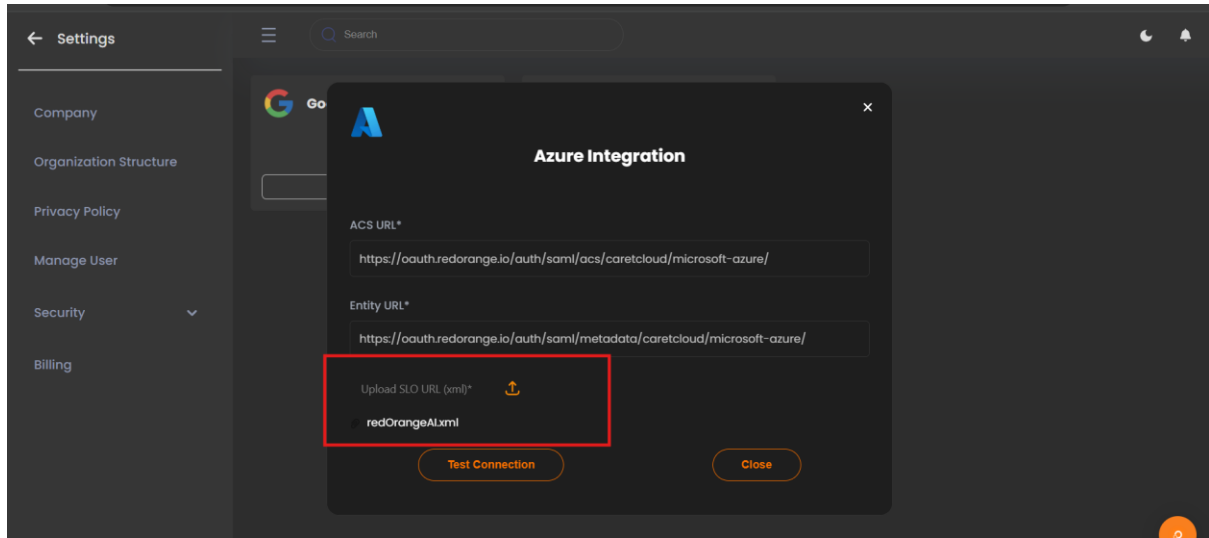 Settings
Search
Company
Organization Structure
Privacy Policy
Manage User
Security
Billing
Azure Integration
ACS URL*
https://oauth.redorange.io/auth/saml/acs/caretcloud/microsoft-azure/
Entity URL*
https://oauth.redorange.io/auth/saml/metadata/caretcloud/microsoft-azure/
Upload SLO URL (xml)*
redOrangeAI.xml
Test Connection
Close